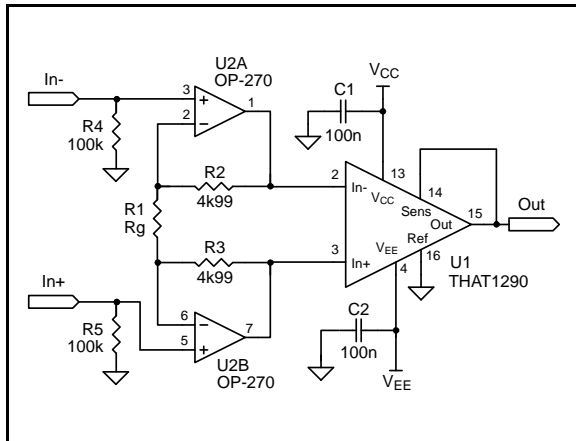 In-
U2A
OP-270
3
2
1
+
−
R4
100k
R2
4k99
R1
Rg
R3
4k99
In+
R5
100k
6
5
7
−
+
U2B
OP-270
C1
100n
VCC
13
2
In-
VCC
14
Sens
Out
15
Out
3
In+
VEE
Ref
16
4
U1
THAT1290
C2
100n
VEE